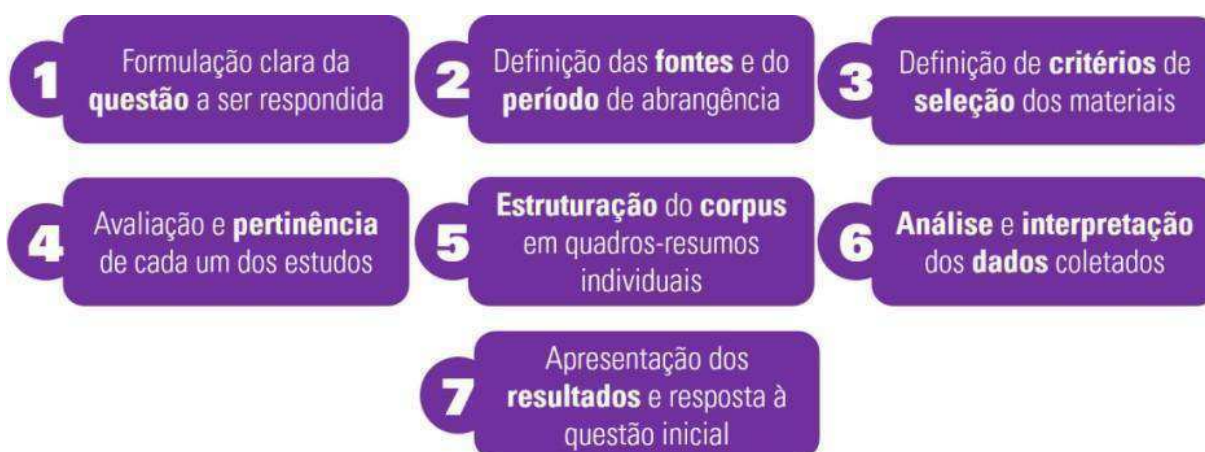 1
Formulação clara da
questão a ser respondida
2
Definição das fontes e do
período de abrangência
3
Definição de critérios de
seleção dos materiais
4
Avaliação e pertinência
de cada um dos estudos
5
Estruturação do corpus
em quadros-resumos
individuais
6
Análise e interpretação
dos dados coletados
7
Apresentação dos
resultados e resposta à
questão inicial